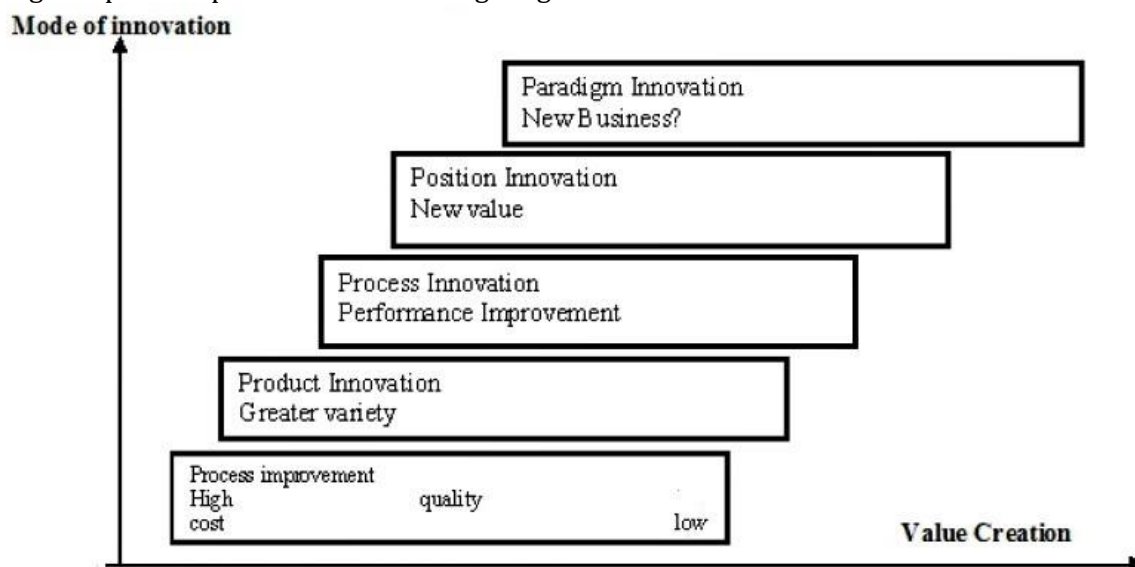 Mode of innovation
Paradigm Innovation
New Business?
Position Innovation
New value
Process Innovation
Performance Improvement
Product Innovation
Greater variety
Process improvement
High quality
cost low
Value Creation